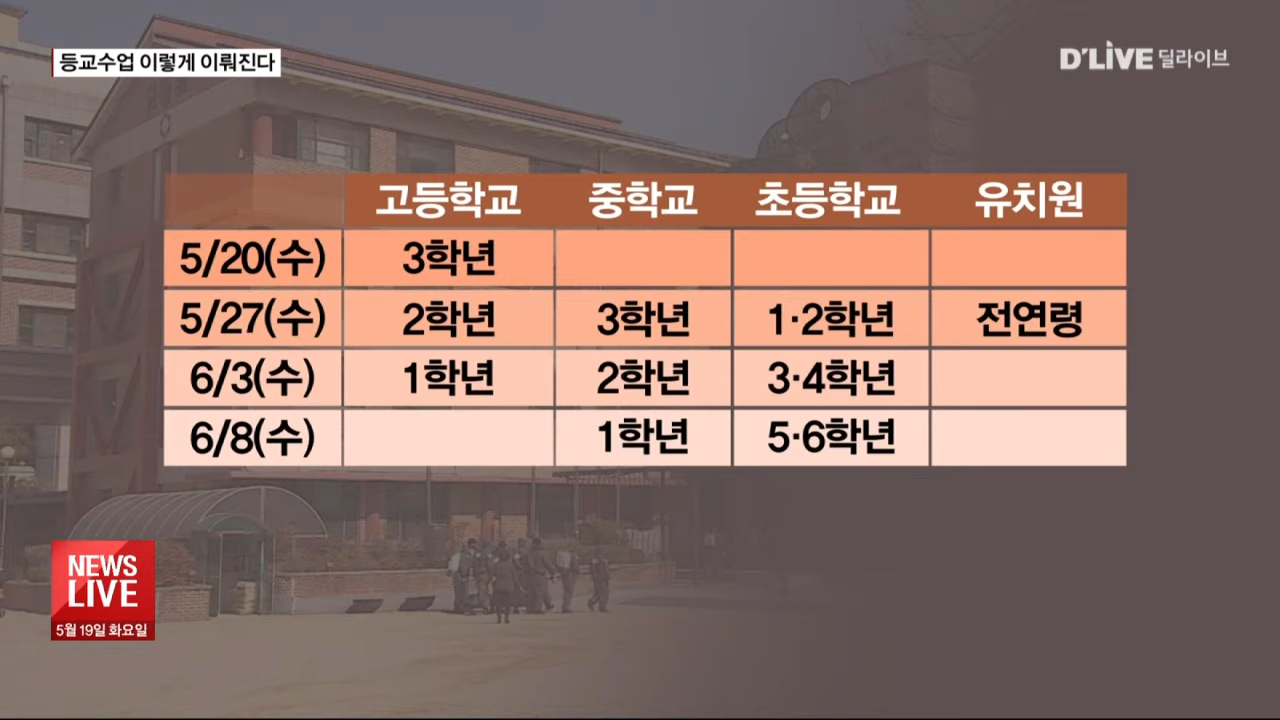 등교수업 이렇게 이뤄진다
D'LIVE 딜라이브
고등학교 중학교 초등학교 유치원
5/20(수) 3학년
5/27(수) 2학년 3학년 1·2학년 전연령
6/3(수) 1학년 2학년 3·4학년
6/8(수) 1학년 5·6학년
NEWS
LIVE
5월 19일 화요일